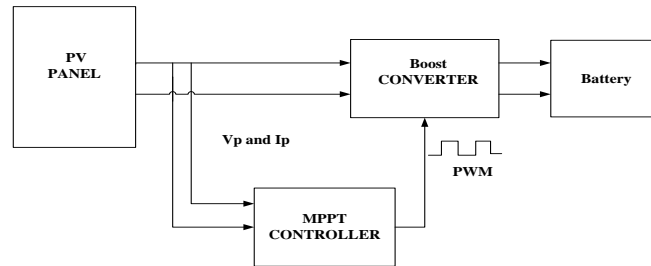 PV
PANEL
Boost
CONVERTER
Battery
Vp and Ip
PWM
MPPT
CONTROLLER